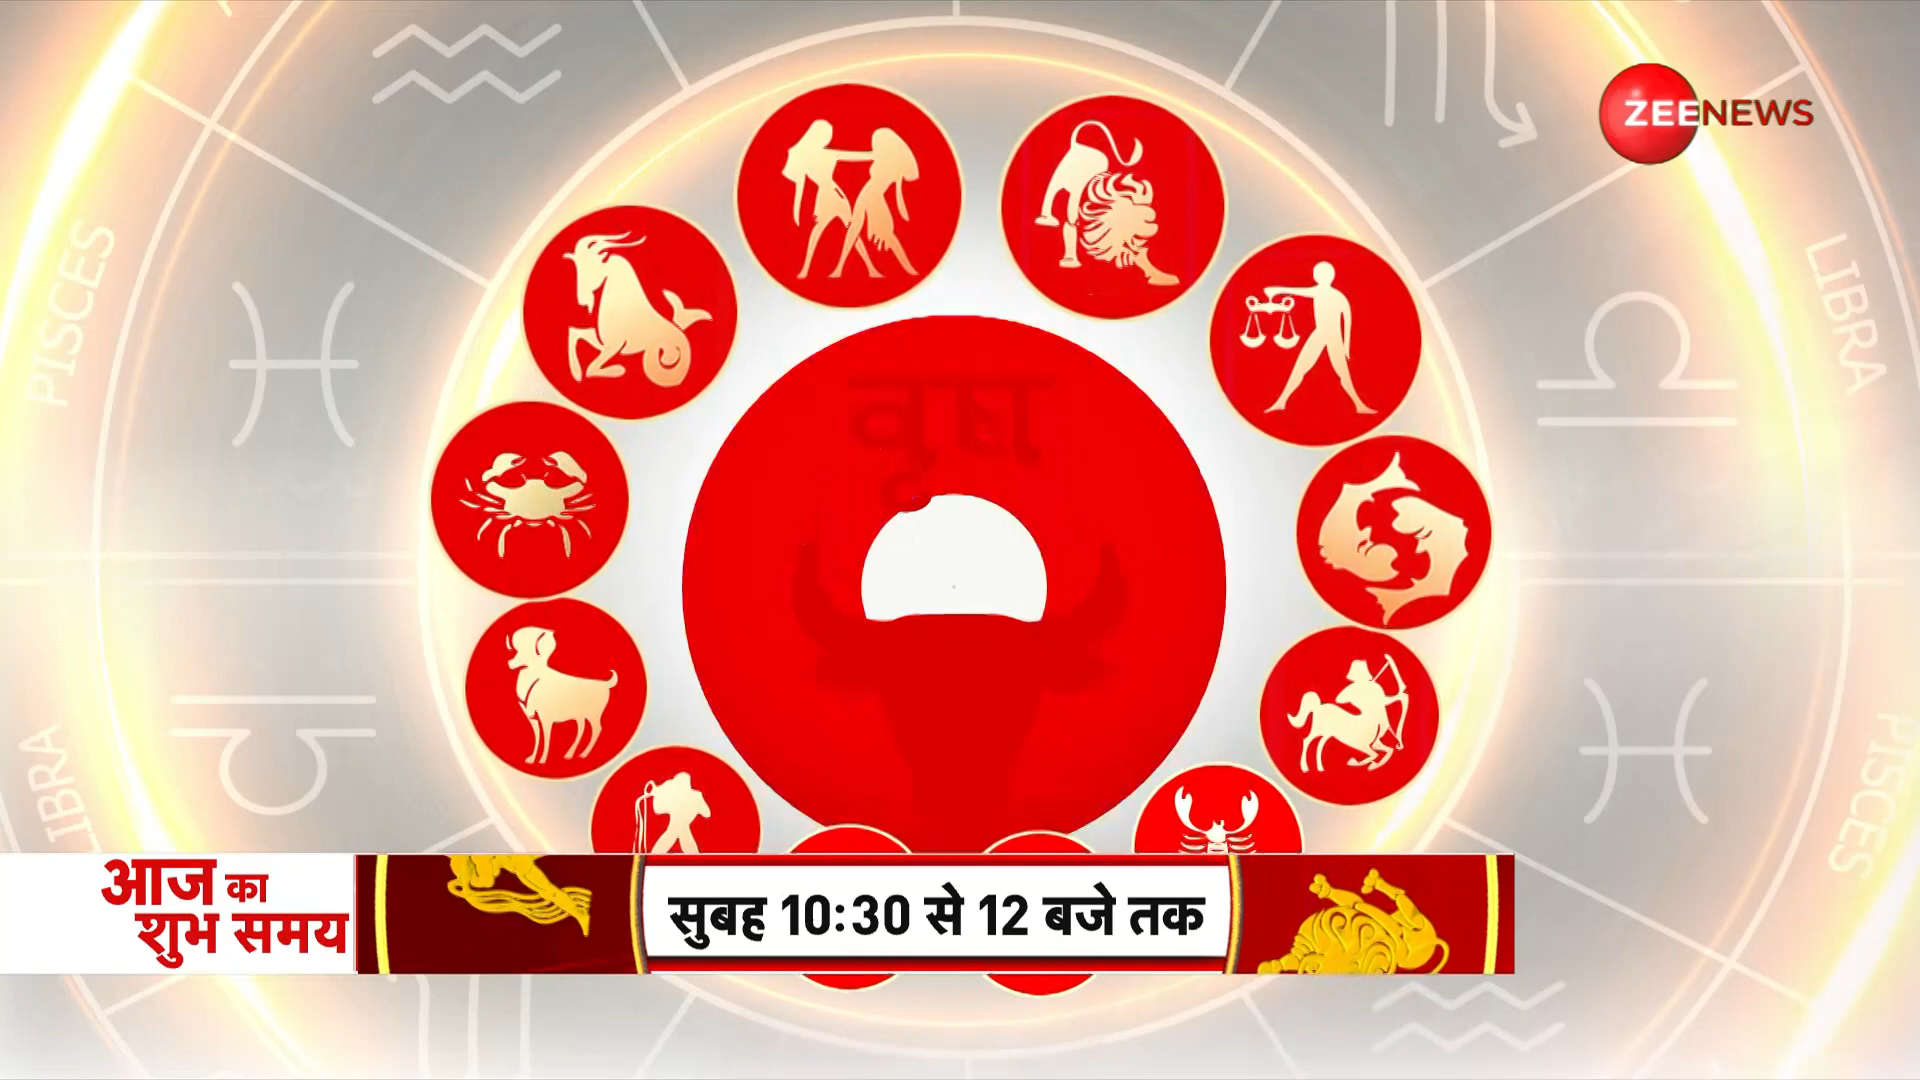 ZEENEWS
PISCES
LIBRA
वृष
LIBRA
PISCES
आज का
शुभ समय
सुबह 10:30 से 12 बजे तक